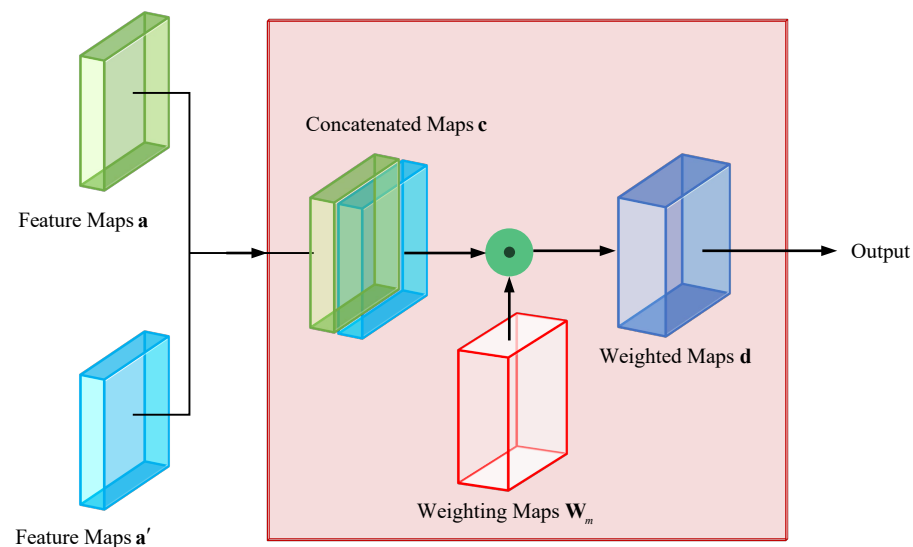 Concatenated Maps c
Feature Maps a
Output
Weighted Maps d
Weighting Maps Wₘ
Feature Maps a′